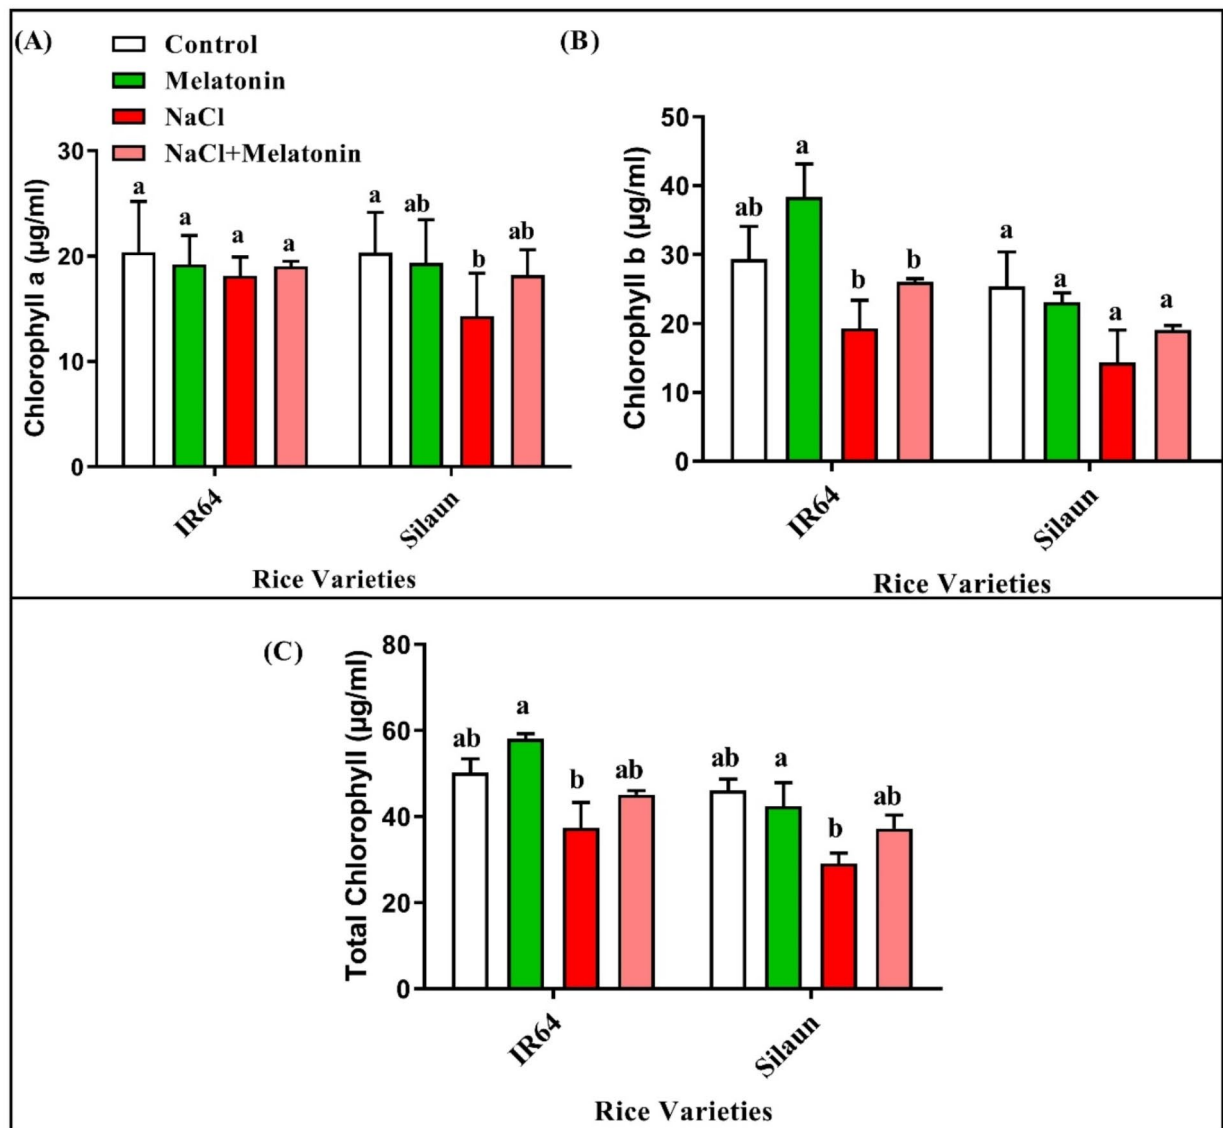 (A)
Control
Melatonin
NaCl
NaCl+Melatonin
Chlorophyll a (µg/ml)
30
20
10
0
a
a
a
a
a
ab
b
ab
IR64
Silaun
Rice Varieties
(B)
Chlorophyll b (µg/ml)
50
40
30
20
10
0
ab
a
b
b
a
a
a
a
IR64
Silaun
Rice Varieties
(C)
Total Chlorophyll (µg/ml)
80
60
40
20
0
ab
a
b
ab
ab
a
b
ab
IR64
Silaun
Rice Varieties